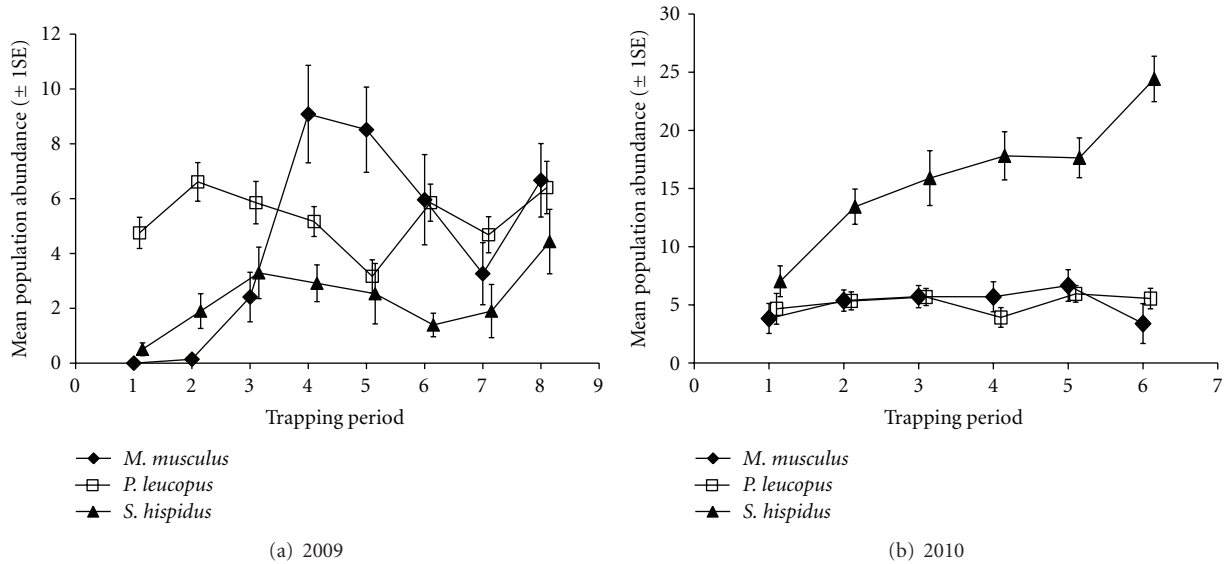 Mean population abundance (± 1SE)
12
10
8
6
4
2
0
0 1 2 3 4 5 6 7 8 9
Trapping period
M. musculus
P. leucopus
S. hispidus
(a) 2009
Mean population abundance (± 1SE)
30
25
20
15
10
5
0
0 1 2 3 4 5 6 7
Trapping period
M. musculus
P. leucopus
S. hispidus
(b) 2010